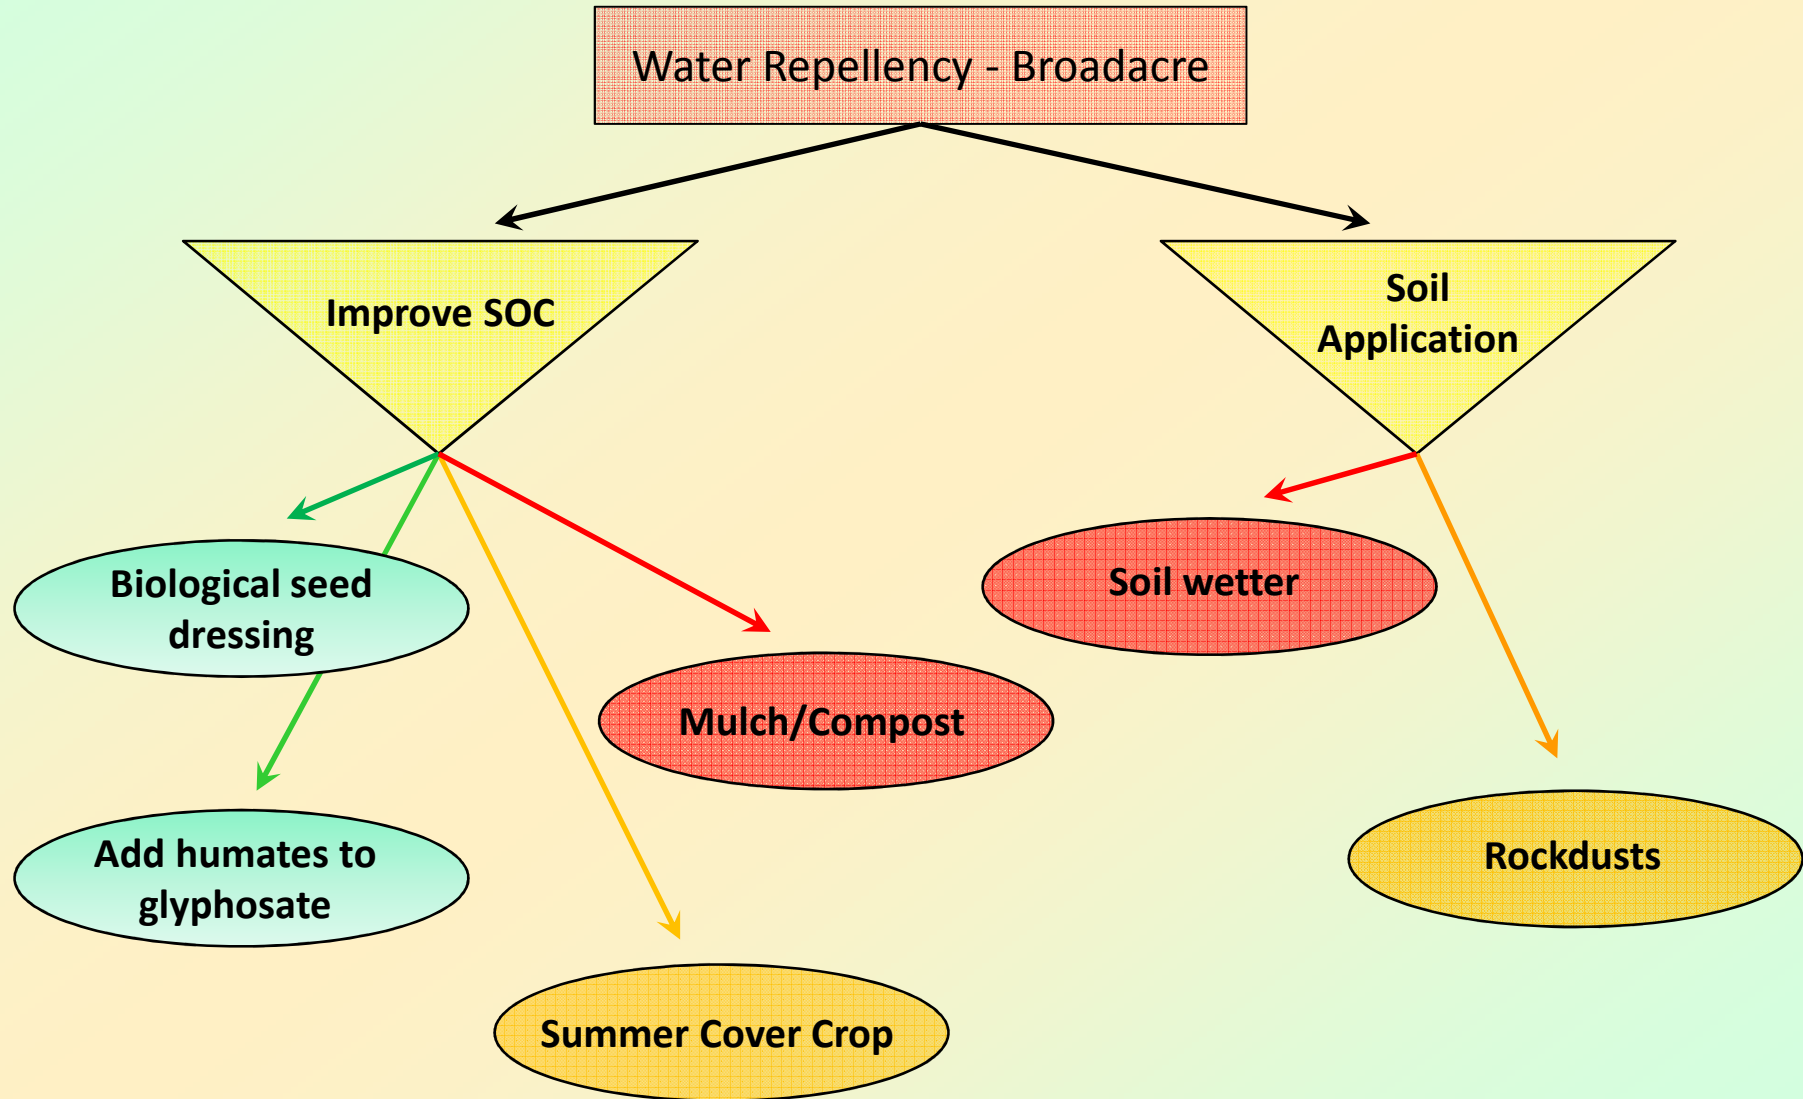 Water Repellency - Broadacre
Improve SOC
Soil
Application
Biological seed
dressing
Soil wetter
Mulch/Compost
Add humates to
glyphosate
Rockdusts
Summer Cover Crop